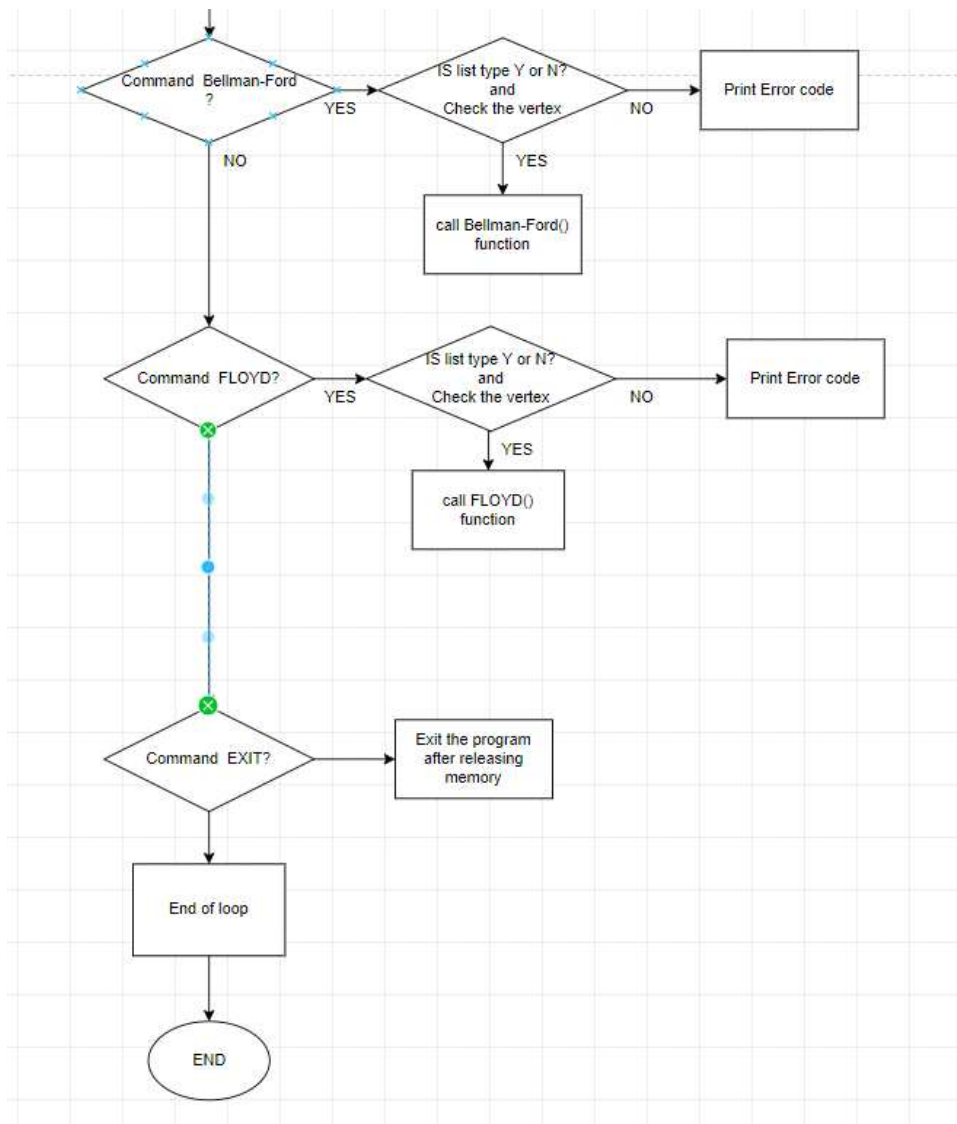 Command Bellman-Ford
?
YES
IS list type Y or N?
and
Check the vertex
NO
Print Error code
NO
YES
call Bellman-Ford()
function
Command FLOYD?
YES
IS list type Y or N?
and
Check the vertex
NO
Print Error code
YES
call FLOYD()
function
Command EXIT?
Exit the program
after releasing
memory
End of loop
END